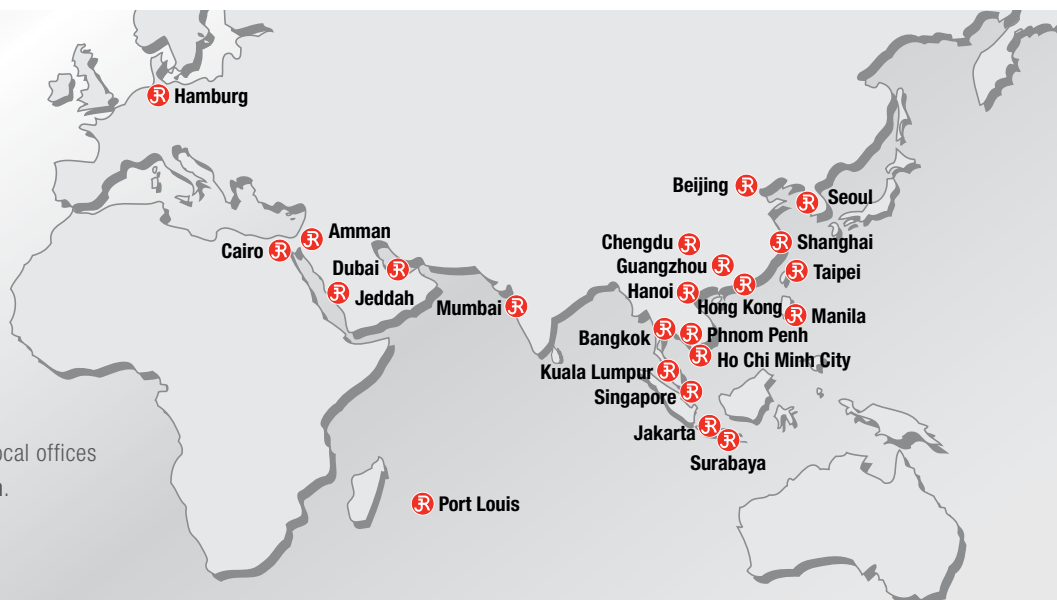 Hamburg
Beijing
Seoul
Amman
Cairo
Chengdu
Shanghai
Dubai
Guangzhou
Taipei
Jeddah
Hanoi
Mumbai
Hong Kong
Manila
Bangkok
Phnom Penh
Ho Chi Minh City
Kuala Lumpur
Singapore
Jakarta
ocal offices
Surabaya
Port Louis